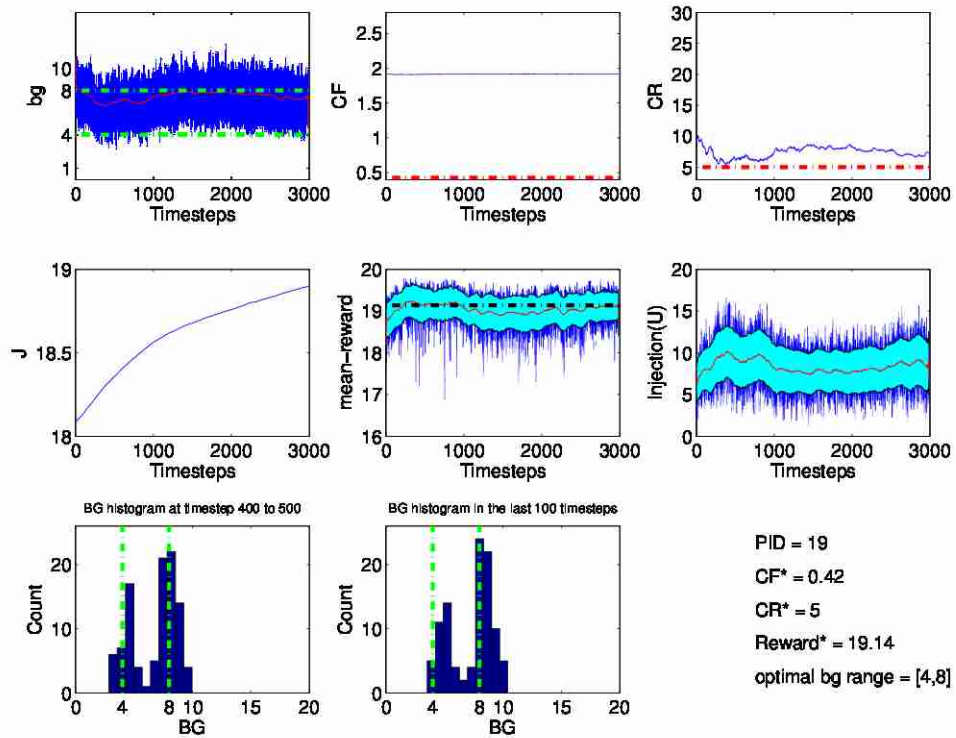 bg
10
8
4
1
0
1000
2000
3000
Timesteps
CF
2.5
2
1.5
1
0.5
0
1000
2000
3000
Timesteps
CR
30
25
20
15
10
5
0
1000
2000
3000
Timesteps
J
19
18.5
18
0
1000
2000
3000
Timesteps
mean-reward
20
19
18
17
16
0
1000
2000
3000
Timesteps
Injection(U)
20
15
10
5
0
0
1000
2000
3000
Timesteps
BG histogram at timestep 400 to 500
Count
20
10
0
0
4
8
10
20
BG
BG histogram in the last 100 timesteps
Count
20
10
0
0
4
8
10
20
BG
PID = 19
CF* = 0.42
CR* = 5
Reward* = 19.14
optimal bg range = [4,8]